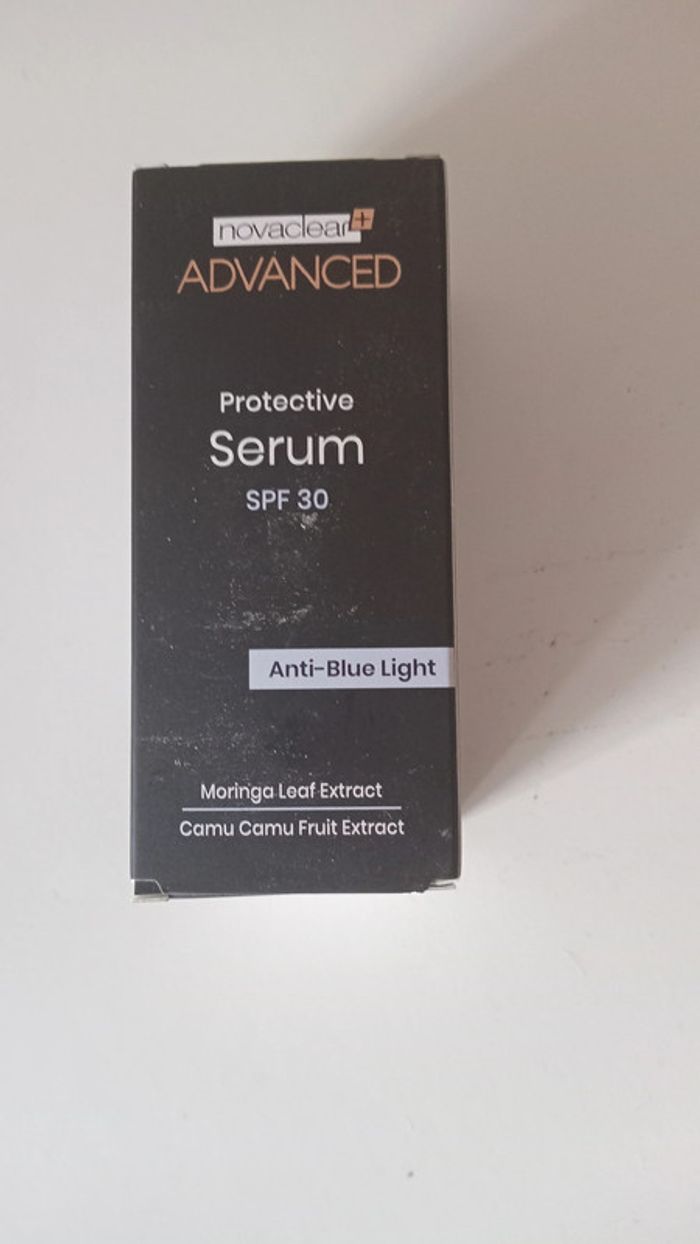 novaclear+
ADVANCED
Protective
Serum
SPF 30
Anti-Blue Light
Moringa Leaf Extract
Camu Camu Fruit Extract